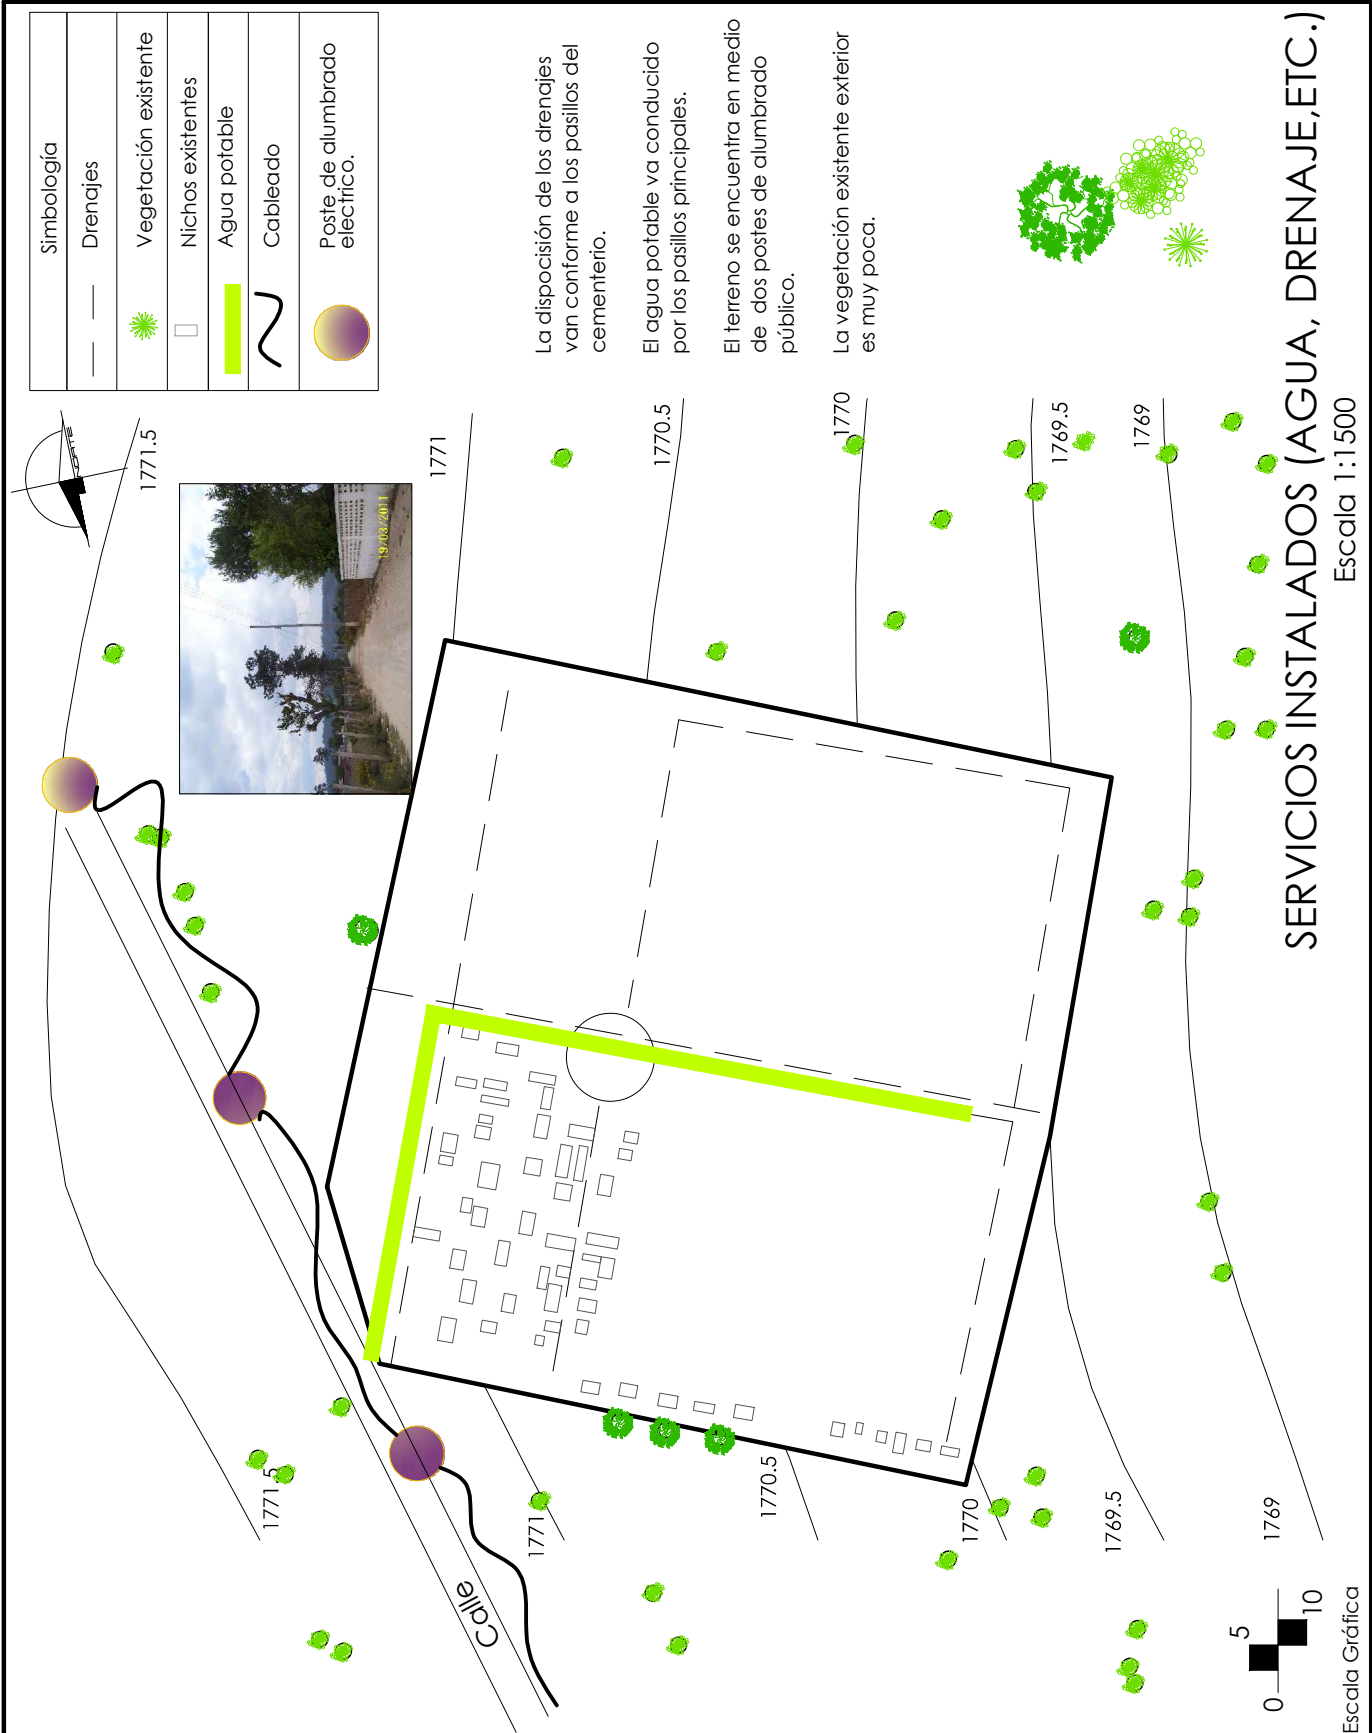 Simbología
Drenajes
Vegetación existente
Nichos existentes
Agua potable
Cableado
Poste de alumbrado
electrico.
La dispocición de los drenajes
van conforme a los pasillos del
cementerio.
El agua potable va conducido
por los pasillos principales.
El terreno se encuentra en medio
de dos postes de alumbrado
público.
La vegetación existente exterior
es muy poca.
1771.5
1771
1770.5
1770
1769.5
1769
19/03/2011
Calle
1771.5
1771
1770.5
1770
1769.5
1769
SERVICIOS INSTALADOS (AGUA, DRENAJE,ETC.)
Escala 1:1500
0
5
10
Escala Gráfica